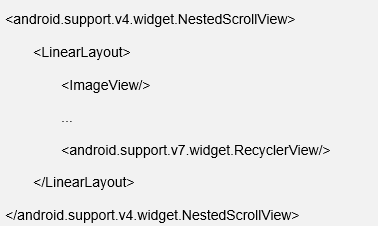 <android.support.v4.widget.NestedScrollView>
<LinearLayout>
<ImageView/>
...
<android.support.v7.widget.RecyclerView/>
</LinearLayout>
</android.support.v4.widget.NestedScrollView>